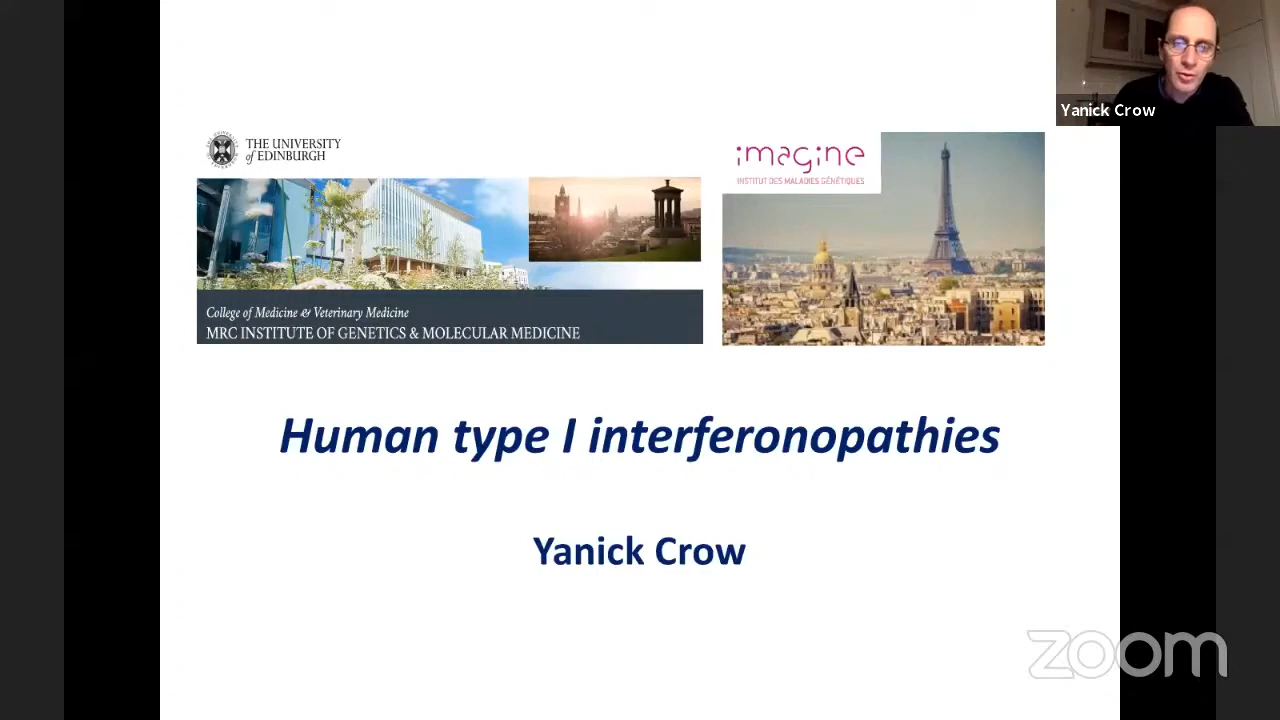 Yanick Crow
THE UNIVERSITY
of EDINBURGH
imagine
INSTITUT DES MALADIES GÉNÉTIQUES
College of Medicine & Veterinary Medicine
MRC INSTITUTE OF GENETICS & MOLECULAR MEDICINE
Human type I interferonopathies
Yanick Crow
zoom